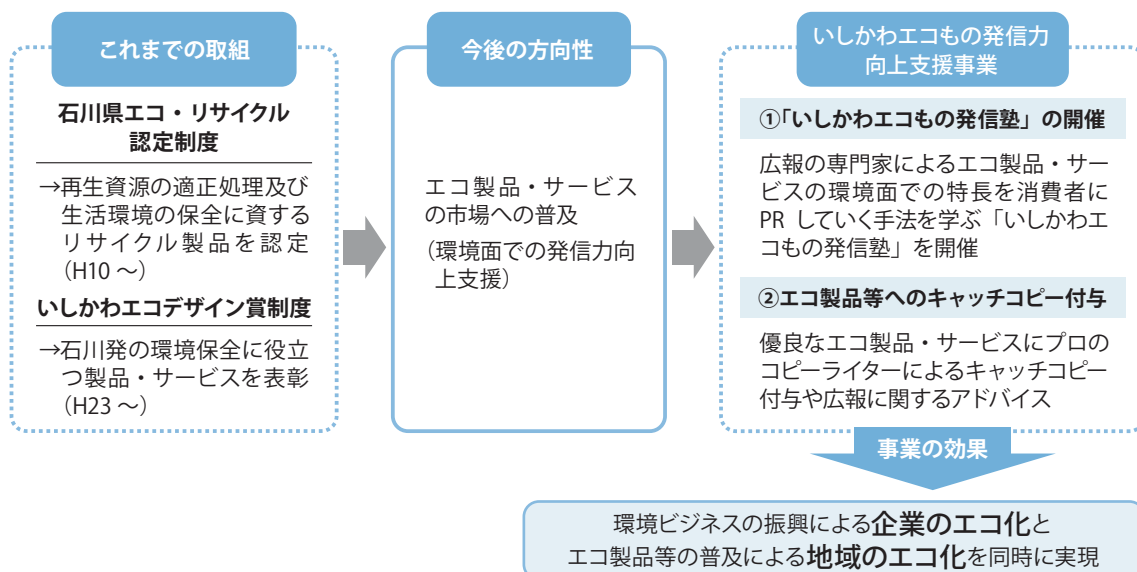 これまでの取組
石川県エコ・リサイクル
認定制度
→再生資源の適正処理及び
生活環境の保全に資する
リサイクル製品を認定
（H10 ～）
いしかわエコデザイン賞制度
→石川発の環境保全に役立
つ製品・サービスを表彰
（H23 ～）
今後の方向性
エコ製品・サービス
の市場への普及
（環境面での発信力向
上支援）
いしかわエコもの発信力
向上支援事業
①「いしかわエコもの発信塾」の開催
広報の専門家によるエコ製品・サー
ビスの環境面での特長を消費者に
PR していく手法を学ぶ「いしかわエ
コもの発信塾」を開催
②エコ製品等へのキャッチコピー付与
優良なエコ製品・サービスにプロの
コピーライターによるキャッチコピー
付与や広報に関するアドバイス
事業の効果
環境ビジネスの振興による企業のエコ化と
エコ製品等の普及による地域のエコ化を同時に実現